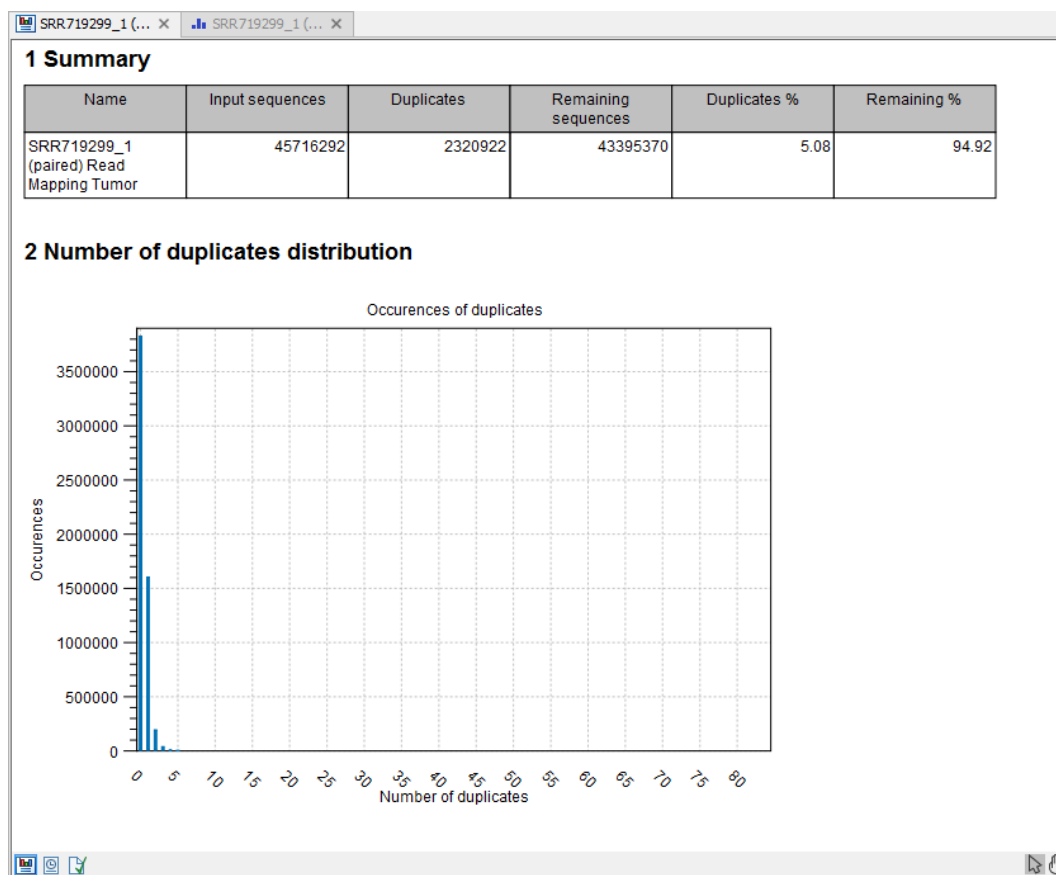 SRR719299_1 (... SRR719299_1 (...
1 Summary
Name Input sequences Duplicates Remaining sequences Duplicates % Remaining %
SRR719299_1 (paired) Read Mapping Tumor 45716292 2320922 43395370 5.08 94.92
2 Number of duplicates distribution
Occurences of duplicates
3500000
3000000
2500000
2000000
1500000
1000000
500000
0
Occurences
0 5 10 15 20 25 30 35 40 45 50 55 60 65 70 75 80
Number of duplicates